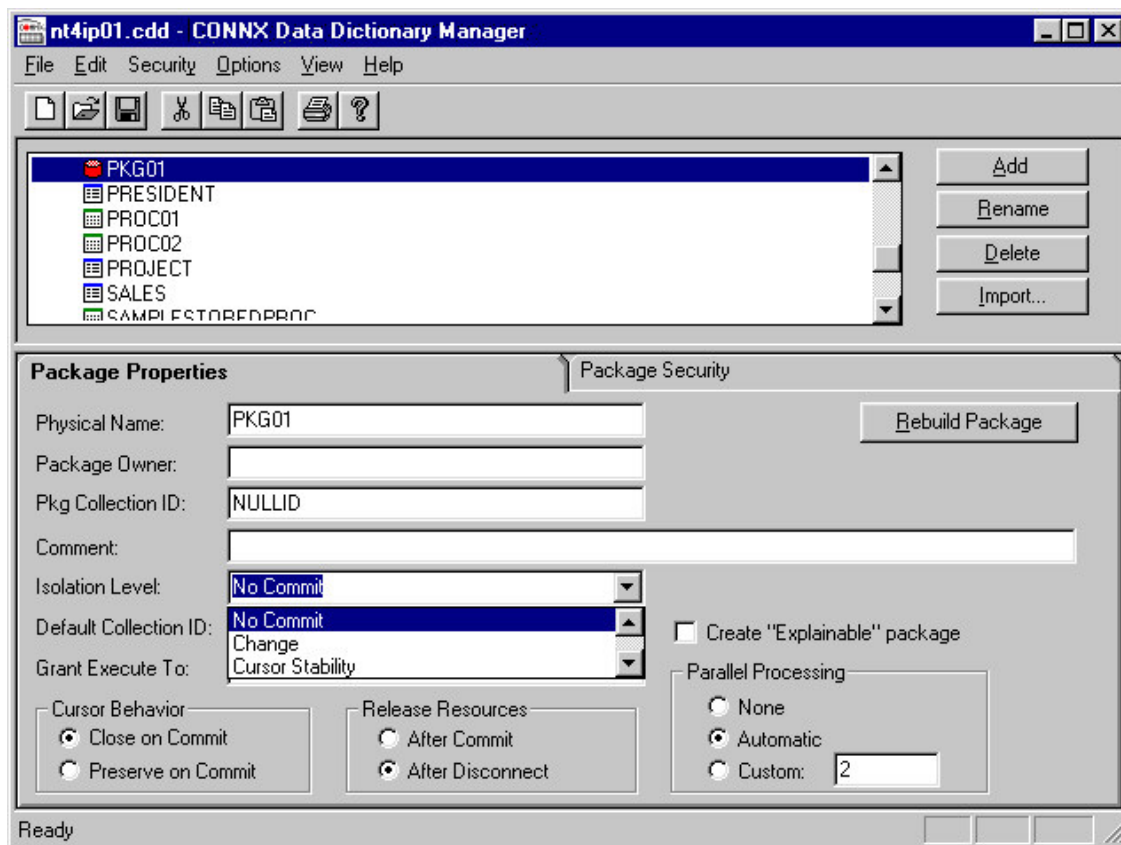 nt4ip01.cdd - CONNX Data Dictionary Manager
File Edit Security Options View Help
PKG01
PRESIDENT
PROC01
PROC02
PROJECT
SALES
SAMPLESTOREDPROC
Add
Rename
Delete
Import...
Package Properties
Package Security
Physical Name: PKG01
Rebuild Package
Package Owner:
Pkg Collection ID: NULLID
Comment:
Isolation Level: No Commit
No Commit
Change
Cursor Stability
Default Collection ID:
Create "Explainable" package
Grant Execute To:
Cursor Behavior
Close on Commit
Preserve on Commit
Release Resources
After Commit
After Disconnect
Parallel Processing
None
Automatic
Custom: 2
Ready